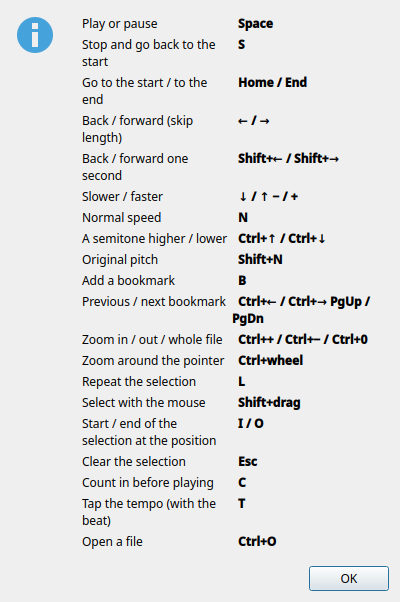 Play or pause Space
Stop and go back to the S
start
Go to the start / to the Home / End
end
Back / forward (skip ← / →
length)
Back / forward one Shift+← / Shift+→
second
Slower / faster ↓ / ↑ − / +
Normal speed N
A semitone higher / lower Ctrl+↑ / Ctrl+↓
Original pitch Shift+N
Add a bookmark B
Previous / next bookmark Ctrl+← / Ctrl+→ PgUp /
PgDn
Zoom in / out / whole file Ctrl++ / Ctrl+− / Ctrl+0
Zoom around the pointer Ctrl+wheel
Repeat the selection L
Select with the mouse Shift+drag
Start / end of the I / O
selection at the position
Clear the selection Esc
Count in before playing C
Tap the tempo (with the T
beat)
Open a file Ctrl+O
OK